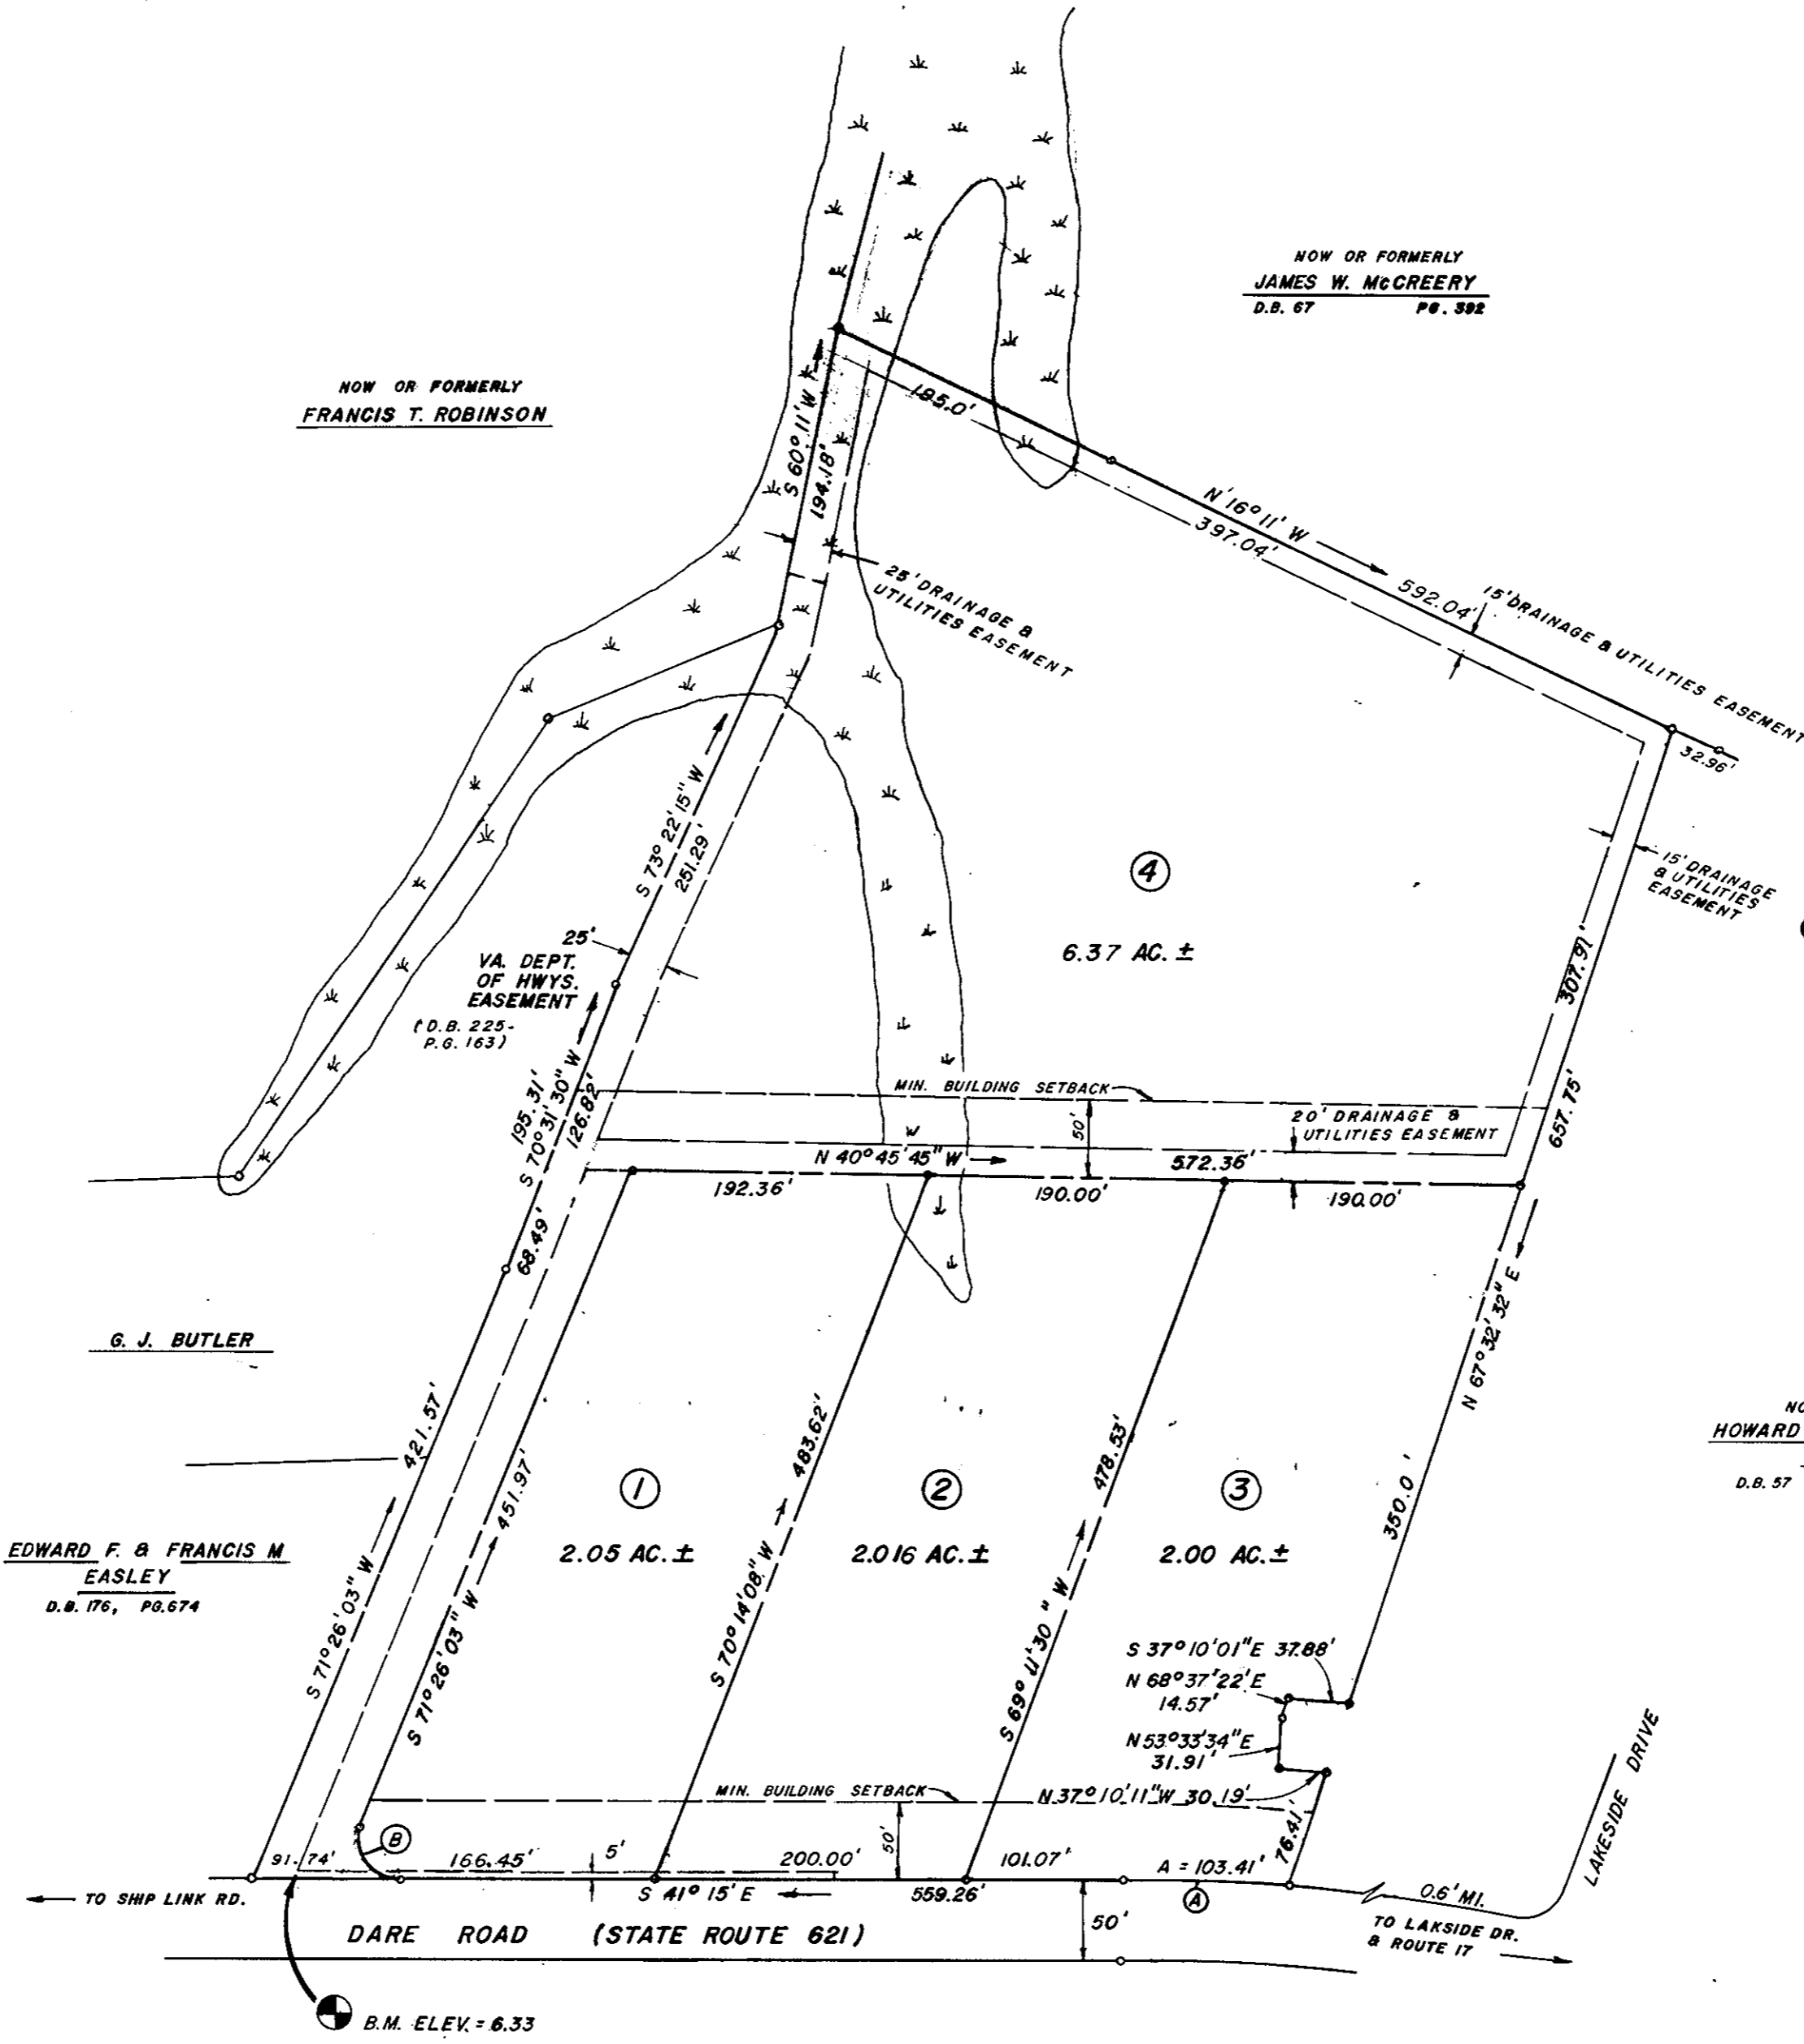 NOW OR FORMERLY
JAMES W. McCREERY
D.B. 67 PG. 392
NOW OR FORMERLY
FRANCIS T. ROBINSON
S 60° 11' W
194.18'
195.0'
N 16° 11' W
397.04'
592.04'
15' DRAINAGE & UTILITIES EASEMENT
32.96'
25' DRAINAGE &
UTILITIES EASEMENT
S 73° 22' 15" W
251.29'
4
6.37 AC. ±
15' DRAINAGE
& UTILITIES
EASEMENT
307.91'
657.75'
25'
VA. DEPT.
OF HWYS.
EASEMENT
(D.B. 225-
P.G. 163)
195.31'
S 70° 31' 30" W
126.82'
68.49'
MIN. BUILDING SETBACK
50'
20' DRAINAGE &
UTILITIES EASEMENT
N 40° 45' 45" W
572.36'
192.36'
190.00'
190.00'
N 67° 32' 32" E
350.0'
G. J. BUTLER
421.57'
S 71° 26' 03" W
EDWARD F. & FRANCIS M
EASLEY
D.B. 176, PG.674
S 71° 26' 03" W
451.97'
1
2.05 AC. ±
S 70° 14' 08" W
483.62'
2
2.016 AC. ±
S 69° 11' 30" W
478.53'
3
2.00 AC. ±
HOWARD
D.B. 57
S 37° 10' 01" E 37.88'
N 68° 37' 22' E
14.57'
N 53° 33' 34" E
31.91'
N 37° 10' 11" W 30.19'
76.41'
MIN. BUILDING SETBACK
50'
B
91.74'
166.45'
5'
200.00'
101.07'
A = 103.41'
A
S 41° 15' E
559.26'
TO SHIP LINK RD.
DARE ROAD (STATE ROUTE 621)
50'
0.6' MI.
TO LAKSIDE DR.
& ROUTE 17
LAKESIDE DRIVE
B.M. ELEV. = 6.33